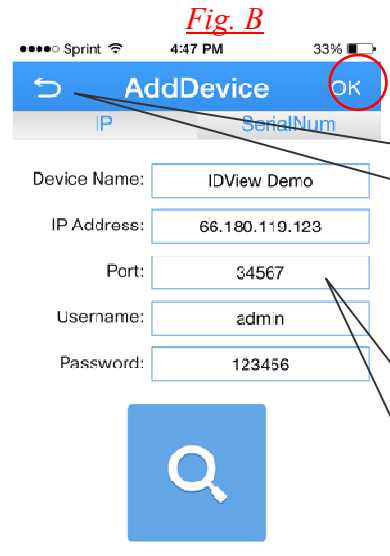 Fig. B
Sprint 4:47 PM 33%
AddDevice OK
IP SerialNum
Device Name: IDView Demo
IP Address: 66.180.119.123
Port: 34567
Username: admin
Password: 123456